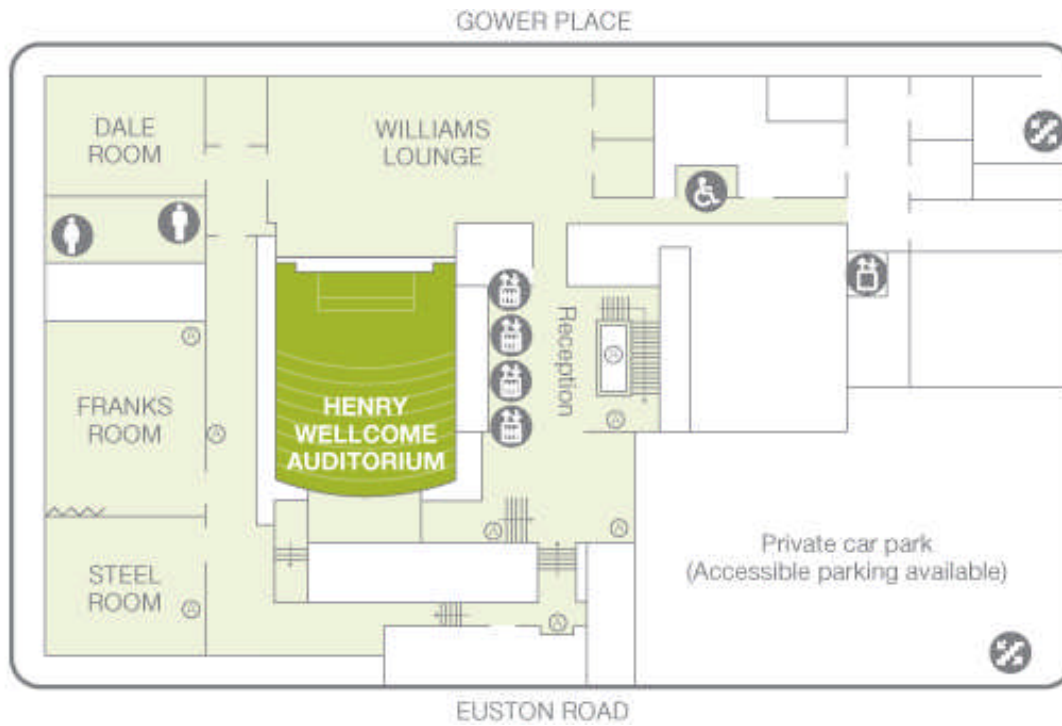 GOWER PLACE
DALE
ROOM
WILLIAMS
LOUNGE
Reception
FRANKS
ROOM
HENRY
WELLCOME
AUDITORIUM
STEEL
ROOM
Private car park
(Accessible parking available)
EUSTON ROAD